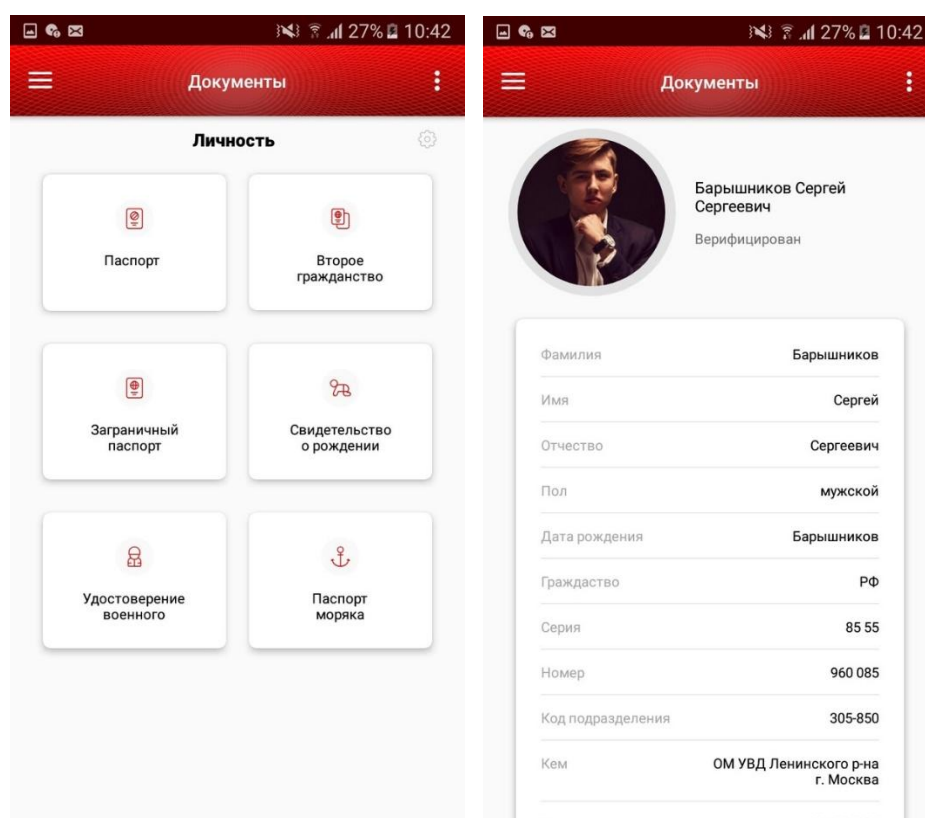 27% 10:42
Документы
Личность
Паспорт
Второе
гражданство
Заграничный
паспорт
Свидетельство
о рождении
Удостоверение
военного
Паспорт
моряка
27% 10:42
Документы
Барышников Сергей
Сергеевич
Верифицирован
Фамилия Барышников
Имя Сергей
Отчество Сергеевич
Пол мужской
Дата рождения Барышников
Граждаство РФ
Серия 85 55
Номер 960 085
Код подразделения 305-850
Кем ОМ УВД Ленинского р-на
г. Москва